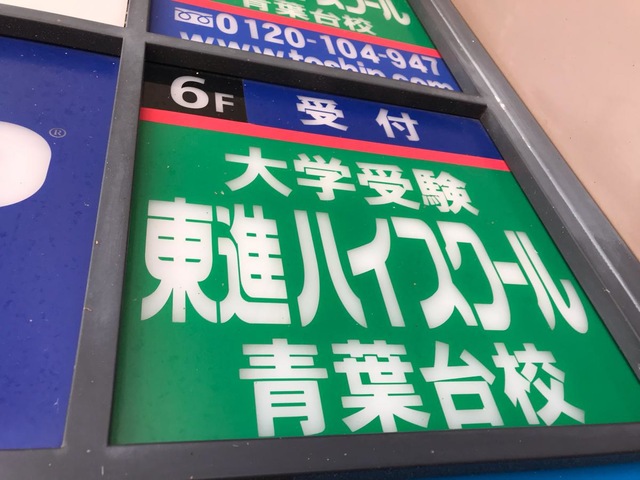 青葉台校
0120-104-947
www.toshin.com
6F 受付
大学受験
東進ハイスクール
青葉台校
®